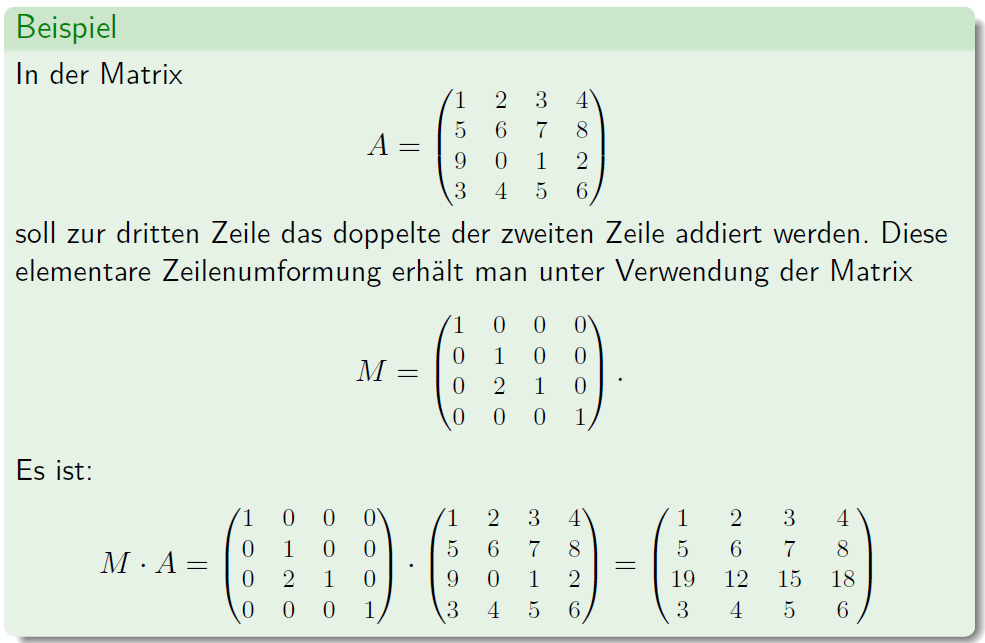 Beispiel
In der Matrix
A = \begin{pmatrix} 1 & 2 & 3 & 4 \\ 5 & 6 & 7 & 8 \\ 9 & 0 & 1 & 2 \\ 3 & 4 & 5 & 6 \end{pmatrix}
soll zur dritten Zeile das doppelte der zweiten Zeile addiert werden. Diese
elementare Zeilenumformung erhält man unter Verwendung der Matrix
M = \begin{pmatrix} 1 & 0 & 0 & 0 \\ 0 & 1 & 0 & 0 \\ 0 & 2 & 1 & 0 \\ 0 & 0 & 0 & 1 \end{pmatrix}.
Es ist:
M \cdot A = \begin{pmatrix} 1 & 0 & 0 & 0 \\ 0 & 1 & 0 & 0 \\ 0 & 2 & 1 & 0 \\ 0 & 0 & 0 & 1 \end{pmatrix} \cdot \begin{pmatrix} 1 & 2 & 3 & 4 \\ 5 & 6 & 7 & 8 \\ 9 & 0 & 1 & 2 \\ 3 & 4 & 5 & 6 \end{pmatrix} = \begin{pmatrix} 1 & 2 & 3 & 4 \\ 5 & 6 & 7 & 8 \\ 19 & 12 & 15 & 18 \\ 3 & 4 & 5 & 6 \end{pmatrix}